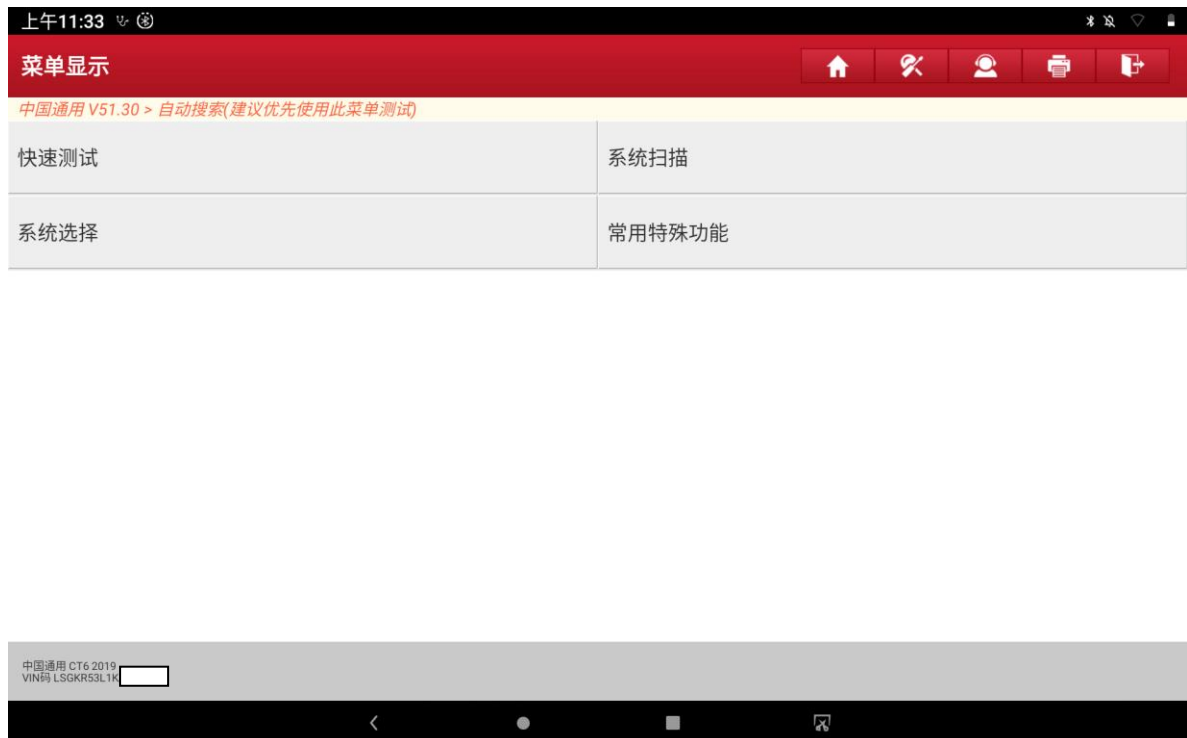 上午11:33
菜单显示
中国通用 V51.30 > 自动搜索(建议优先使用此菜单测试)
快速测试
系统扫描
系统选择
常用特殊功能
中国通用 CT6 2019
VIN码 LSGKR53L1K